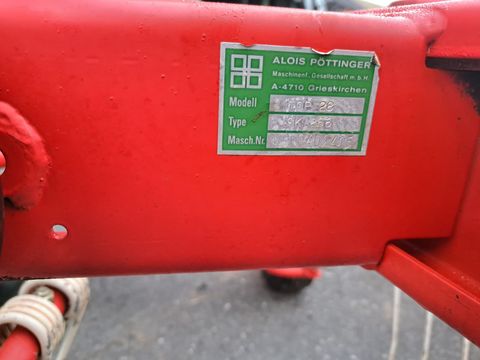 ALOIS PÖTTINGER
Maschinenf. Gesellschaft m.b.H.
A-4710 Grieskirchen
Modell
Type
Masch.Nr.